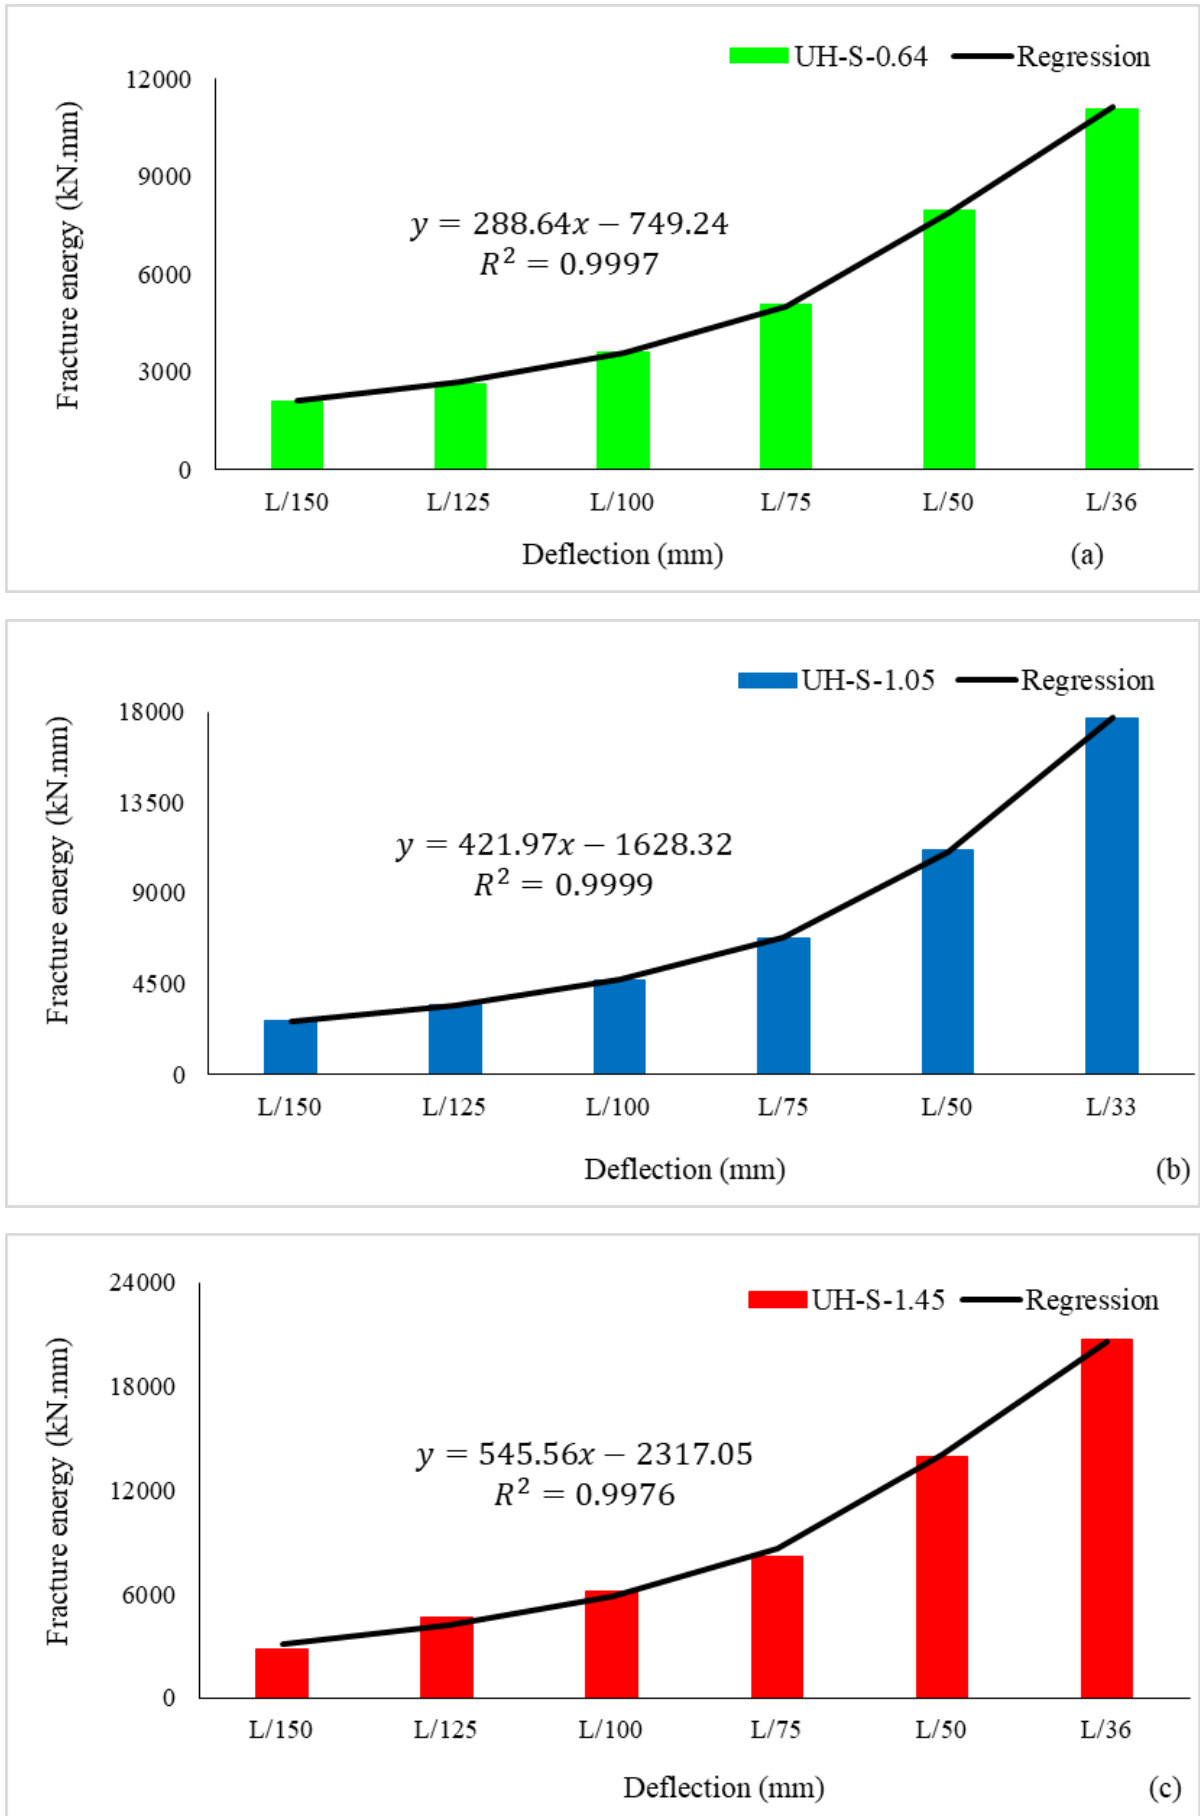 UH-S-0.64 Regression
Fracture energy (kN.mm)
12000
9000
6000
3000
0
y = 288.64x − 749.24
R² = 0.9997
L/150 L/125 L/100 L/75 L/50 L/36
Deflection (mm) (a)
UH-S-1.05 Regression
Fracture energy (kN.mm)
18000
13500
9000
4500
0
y = 421.97x − 1628.32
R² = 0.9999
L/150 L/125 L/100 L/75 L/50 L/33
Deflection (mm) (b)
UH-S-1.45 Regression
Fracture energy (kN.mm)
24000
18000
12000
6000
0
y = 545.56x − 2317.05
R² = 0.9976
L/150 L/125 L/100 L/75 L/50 L/36
Deflection (mm) (c)